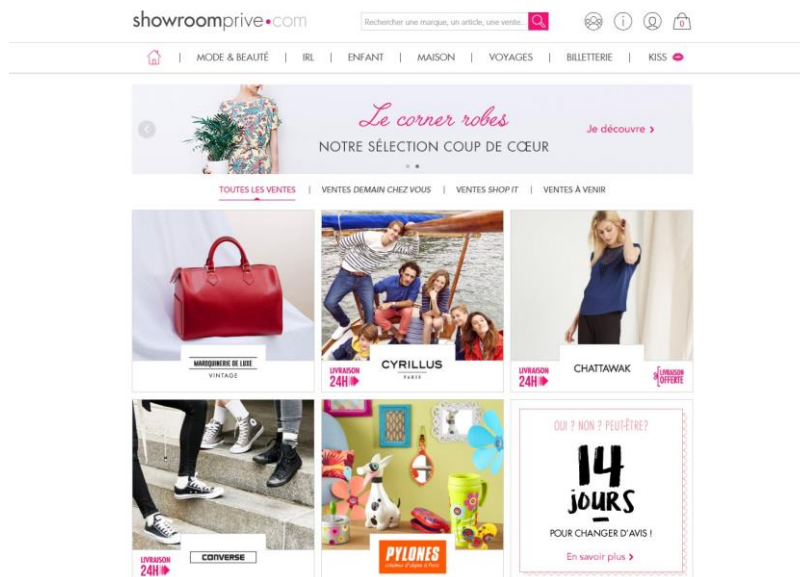 showroomprive•com
Rechercher une marque, un article, une vente...
0
MODE & BEAUTÉ | IRL | ENFANT | MAISON | VOYAGES | BILLETTERIE | KISS
Le corner robes
NOTRE SÉLECTION COUP DE CŒUR
Je découvre >
TOUTES LES VENTES | VENTES DEMAIN CHEZ VOUS | VENTES SHOP IT | VENTES À VENIR
MAROQUINERIE DE LUXE
VINTAGE
LIVRAISON
24H
CYRILLUS
PARIS
LIVRAISON
24H
CHATTAWAK
LIVRAISON
OFFERTE
LIVRAISON
24H
CONVERSE
PYLONES
créateur d'objets à Paris
OUI ? NON ? PEUT-ÊTRE?
14
JOURS
POUR CHANGER D'AVIS !
En savoir plus >